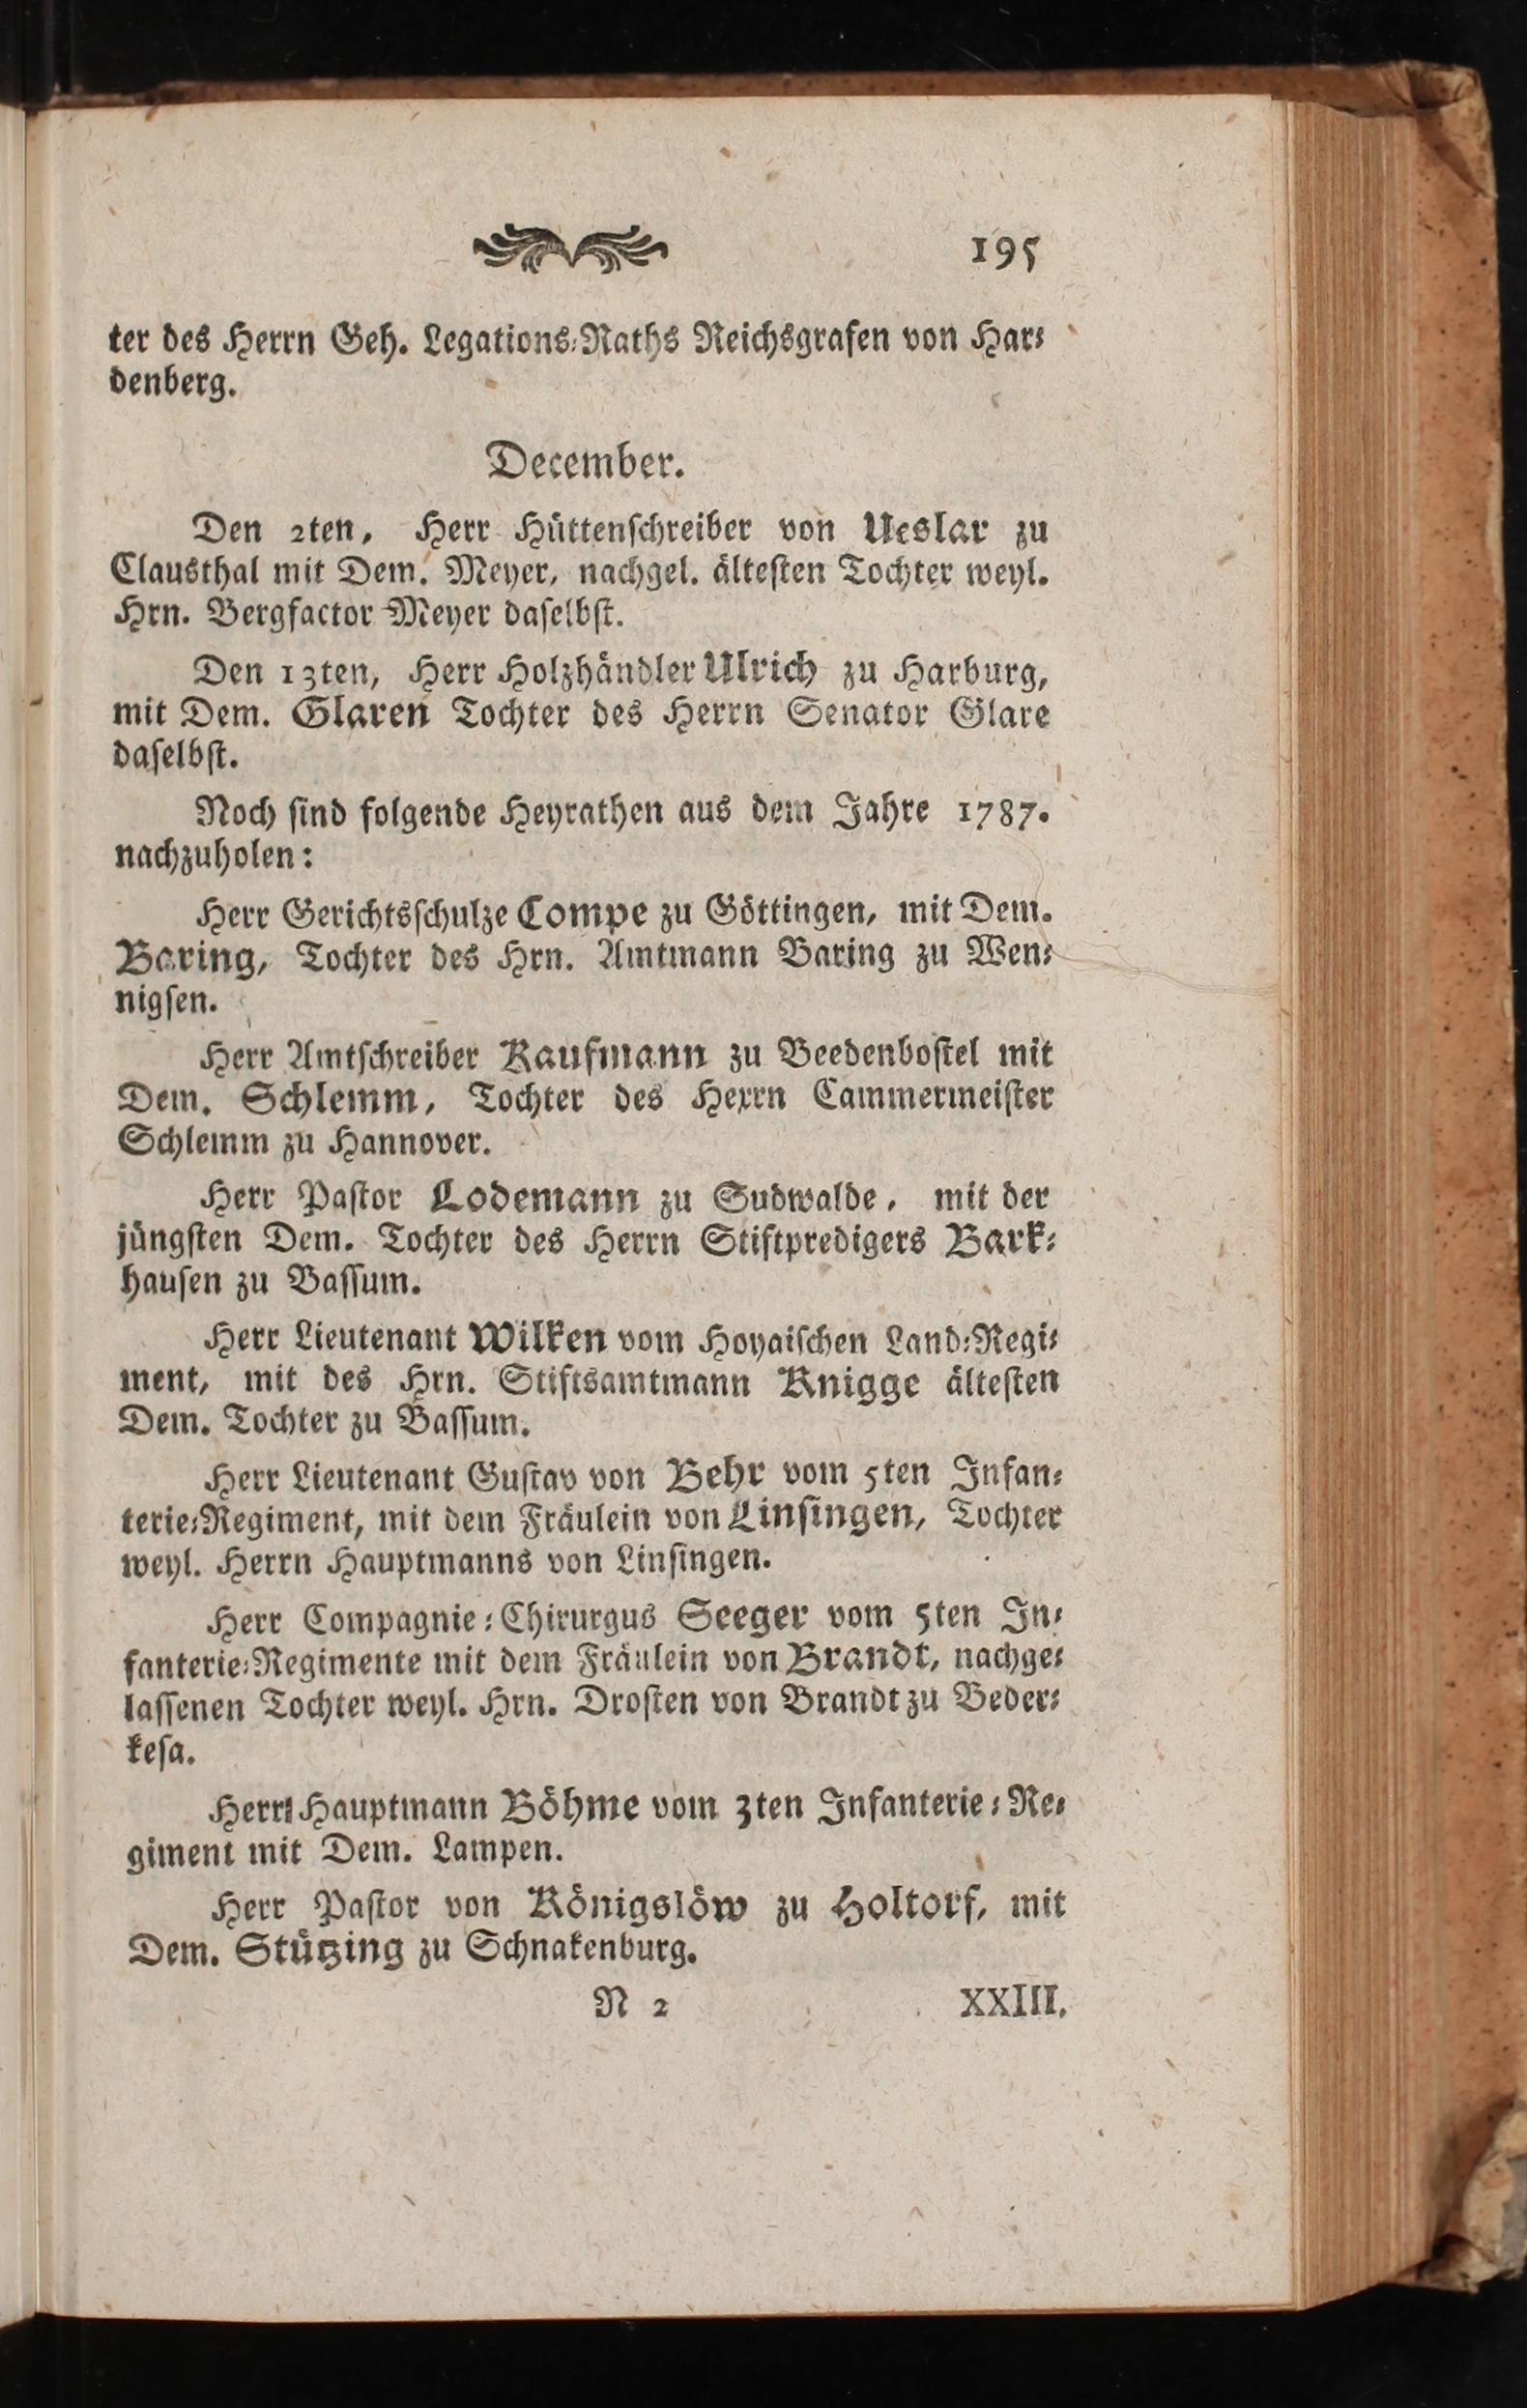 195
ter des Herrn Geh. Legations-Raths Reichsgrafen von Har-
denberg.
December.
Den 2ten, Herr Hüttenschreiber von Ueslar zu
Clausthal mit Dem. Meyer, nachgel. ältesten Tochter weyl.
Hrn. Bergfactor Meyer daselbst.
Den 13ten, Herr Holzhändler Ulrich zu Harburg,
mit Dem. Glaren Tochter des Herrn Senator Glare
daselbst.
Noch sind folgende Heyrathen aus dem Jahre 1787.
nachzuholen:
Herr Gerichtsschulze Compe zu Göttingen, mit Dem.
Baring, Tochter des Hrn. Amtmann Baring zu Wen-
nigsen.
Herr Amtschreiber Kaufmann zu Beedenbostel mit
Dem. Schlemm, Tochter des Herrn Cammermeister
Schlemm zu Hannover.
Herr Pastor Lodemann zu Sudwalde, mit der
jüngsten Dem. Tochter des Herrn Stiftpredigers Bark-
hausen zu Bassum.
Herr Lieutenant Wilken vom Hoyaischen Land-Regi-
ment, mit des Hrn. Stiftsamtmann Knigge ältesten
Dem. Tochter zu Bassum.
Herr Lieutenant Gustav von Behr vom 5ten Infan-
terie-Regiment, mit dem Fräulein von Linsingen, Tochter
weyl. Herrn Hauptmanns von Linsingen.
Herr Compagnie-Chirurgus Seeger vom 5ten In-
fanterie-Regimente mit dem Fräulein von Brandt, nachge-
lassenen Tochter weyl. Hrn. Drosten von Brandt zu Beder-
kesa.
Herr Hauptmann Böhme vom 3ten Infanterie-Re-
giment mit Dem. Lampen.
Herr Pastor von Königslöw zu Holtorf, mit
Dem. Stützing zu Schnakenburg.
N 2 XXIII.